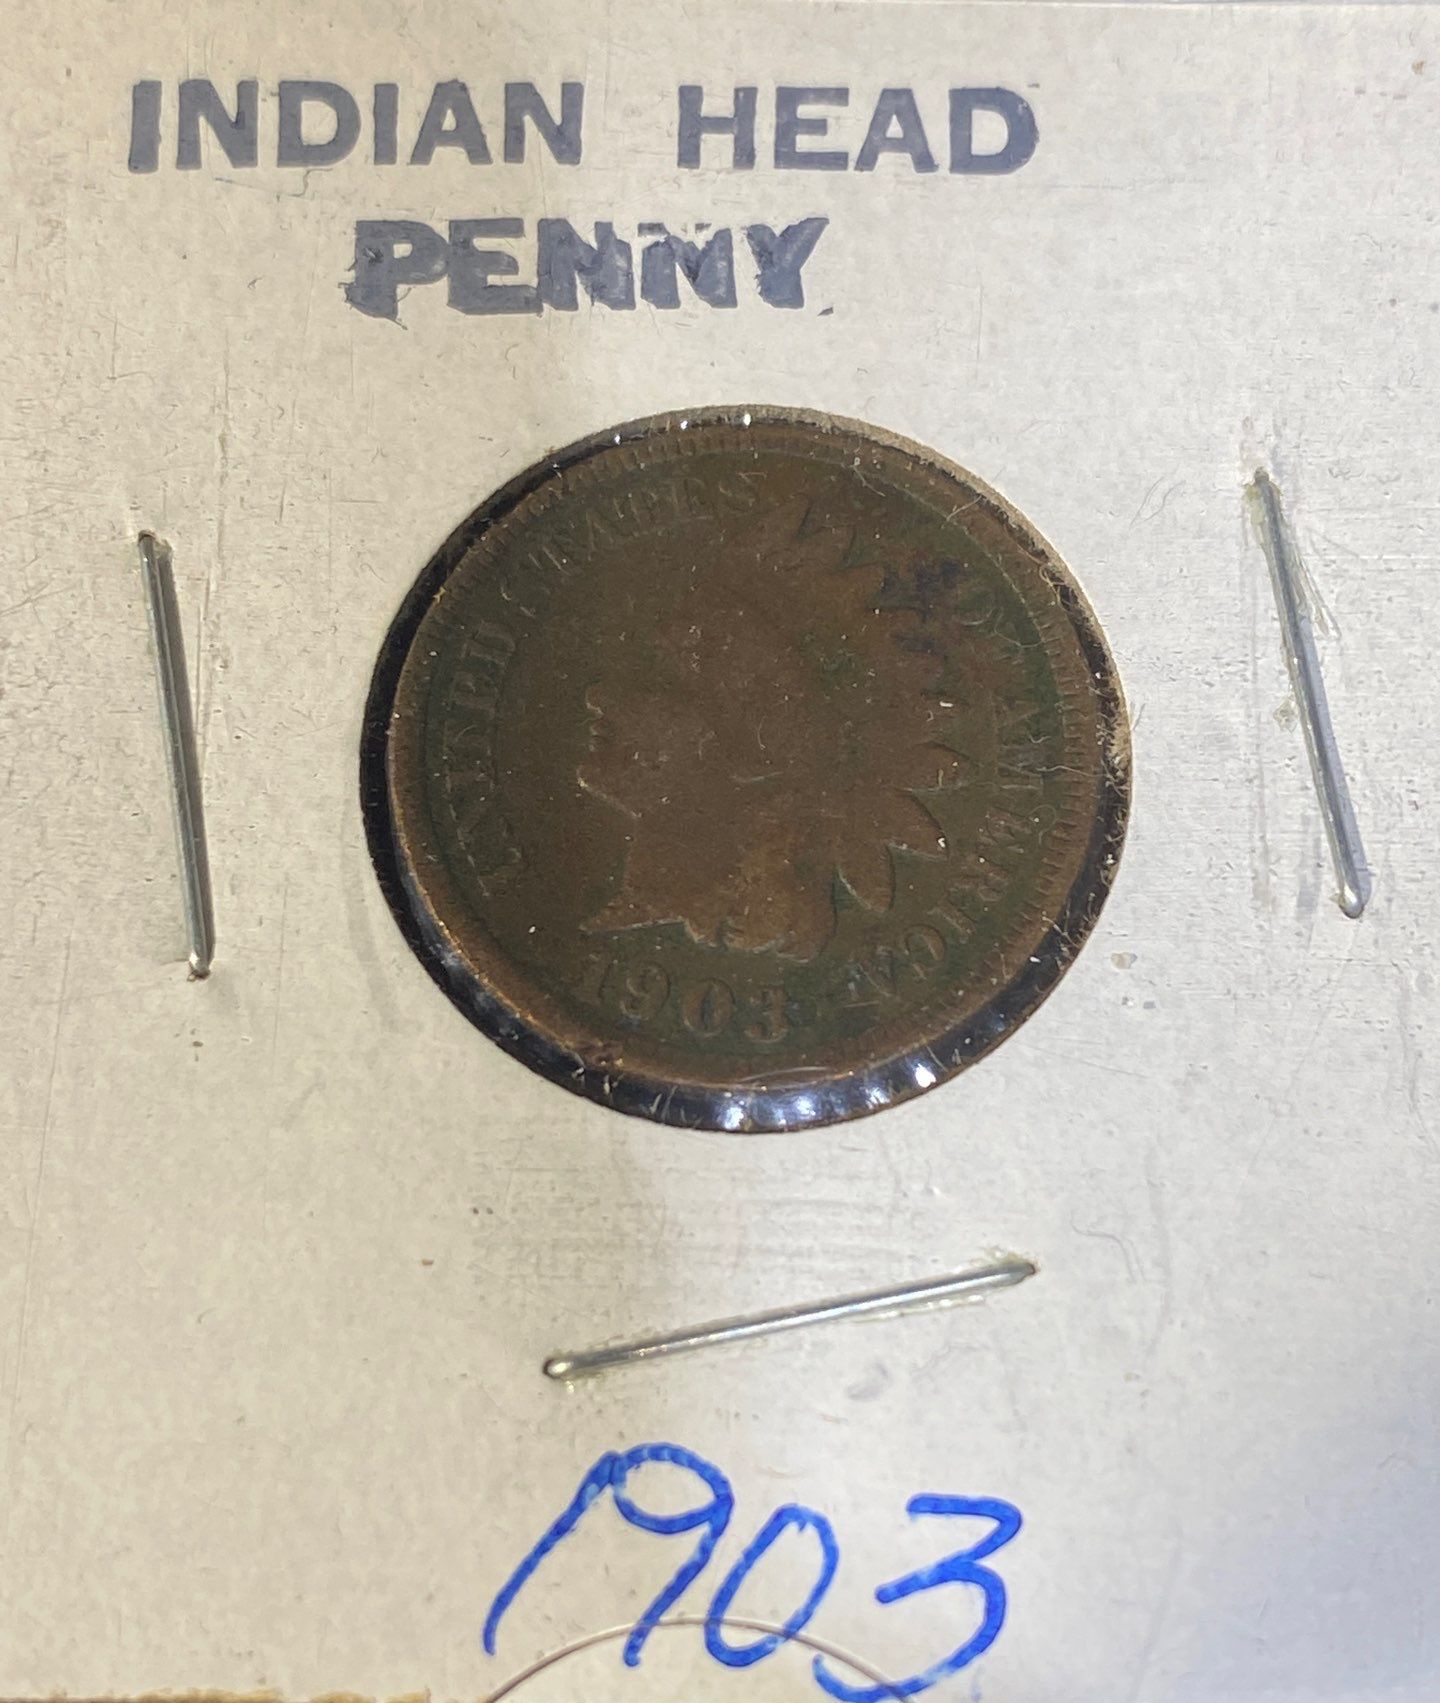 INDIAN HEAD
PENNY
UNITED STATES OF AMERICA
1903
1903